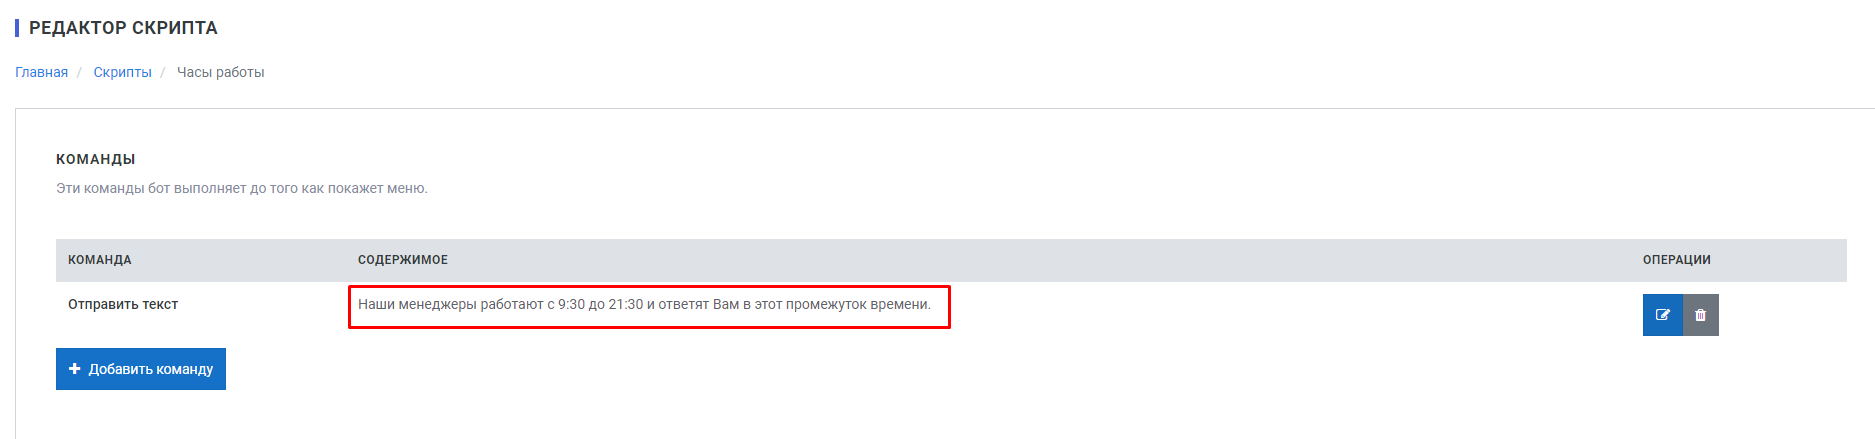 РЕДАКТОР СКРИПТА
Главная / Скрипты / Часы работы
КОМАНДЫ
Эти команды бот выполняет до того как покажет меню.
КОМАНДА СОДЕРЖИМОЕ ОПЕРАЦИИ
Отправить текст Наши менеджеры работают с 9:30 до 21:30 и ответят Вам в этот промежуток времени.
Добавить команду